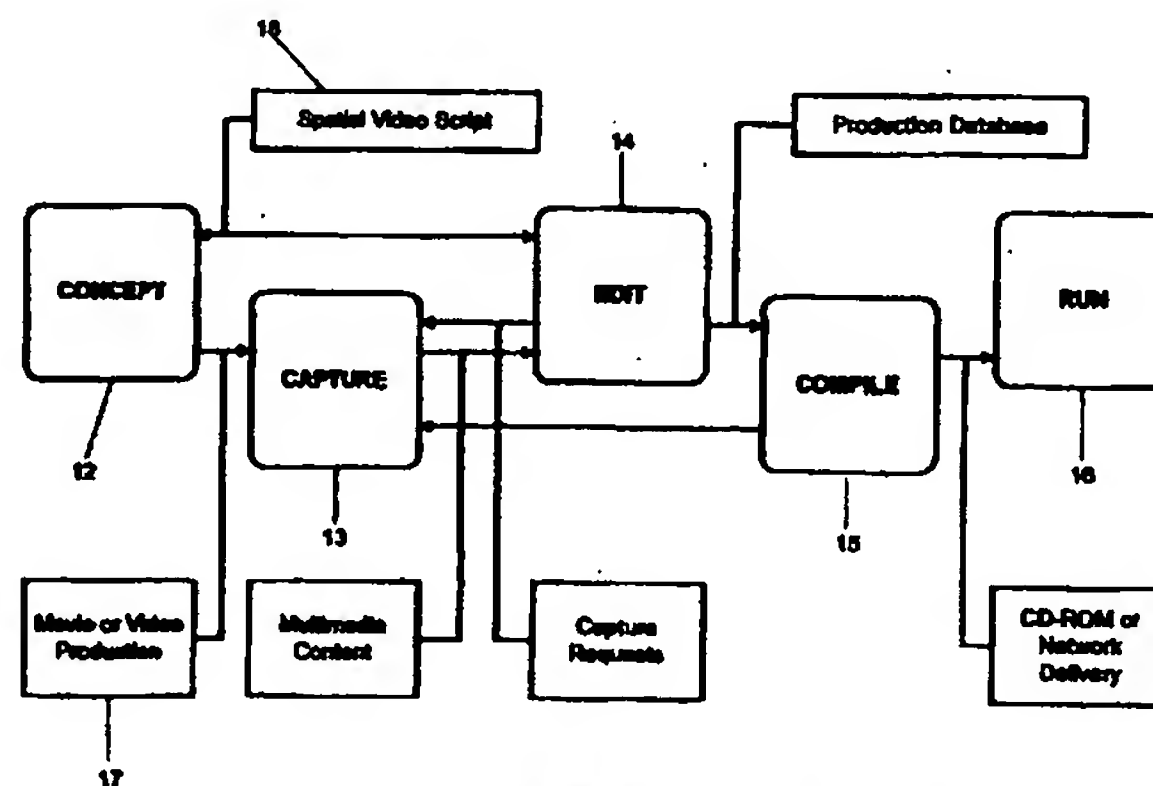 18
Spatial Video Script
Production Database
14
CONCEPT
EDIT
RUN
CAPTURE
COMPILE
12
13
15
16
Movie or Video
Production
Multimedia
Content
Capture
Requests
CD-ROM or
Network
Delivery
17